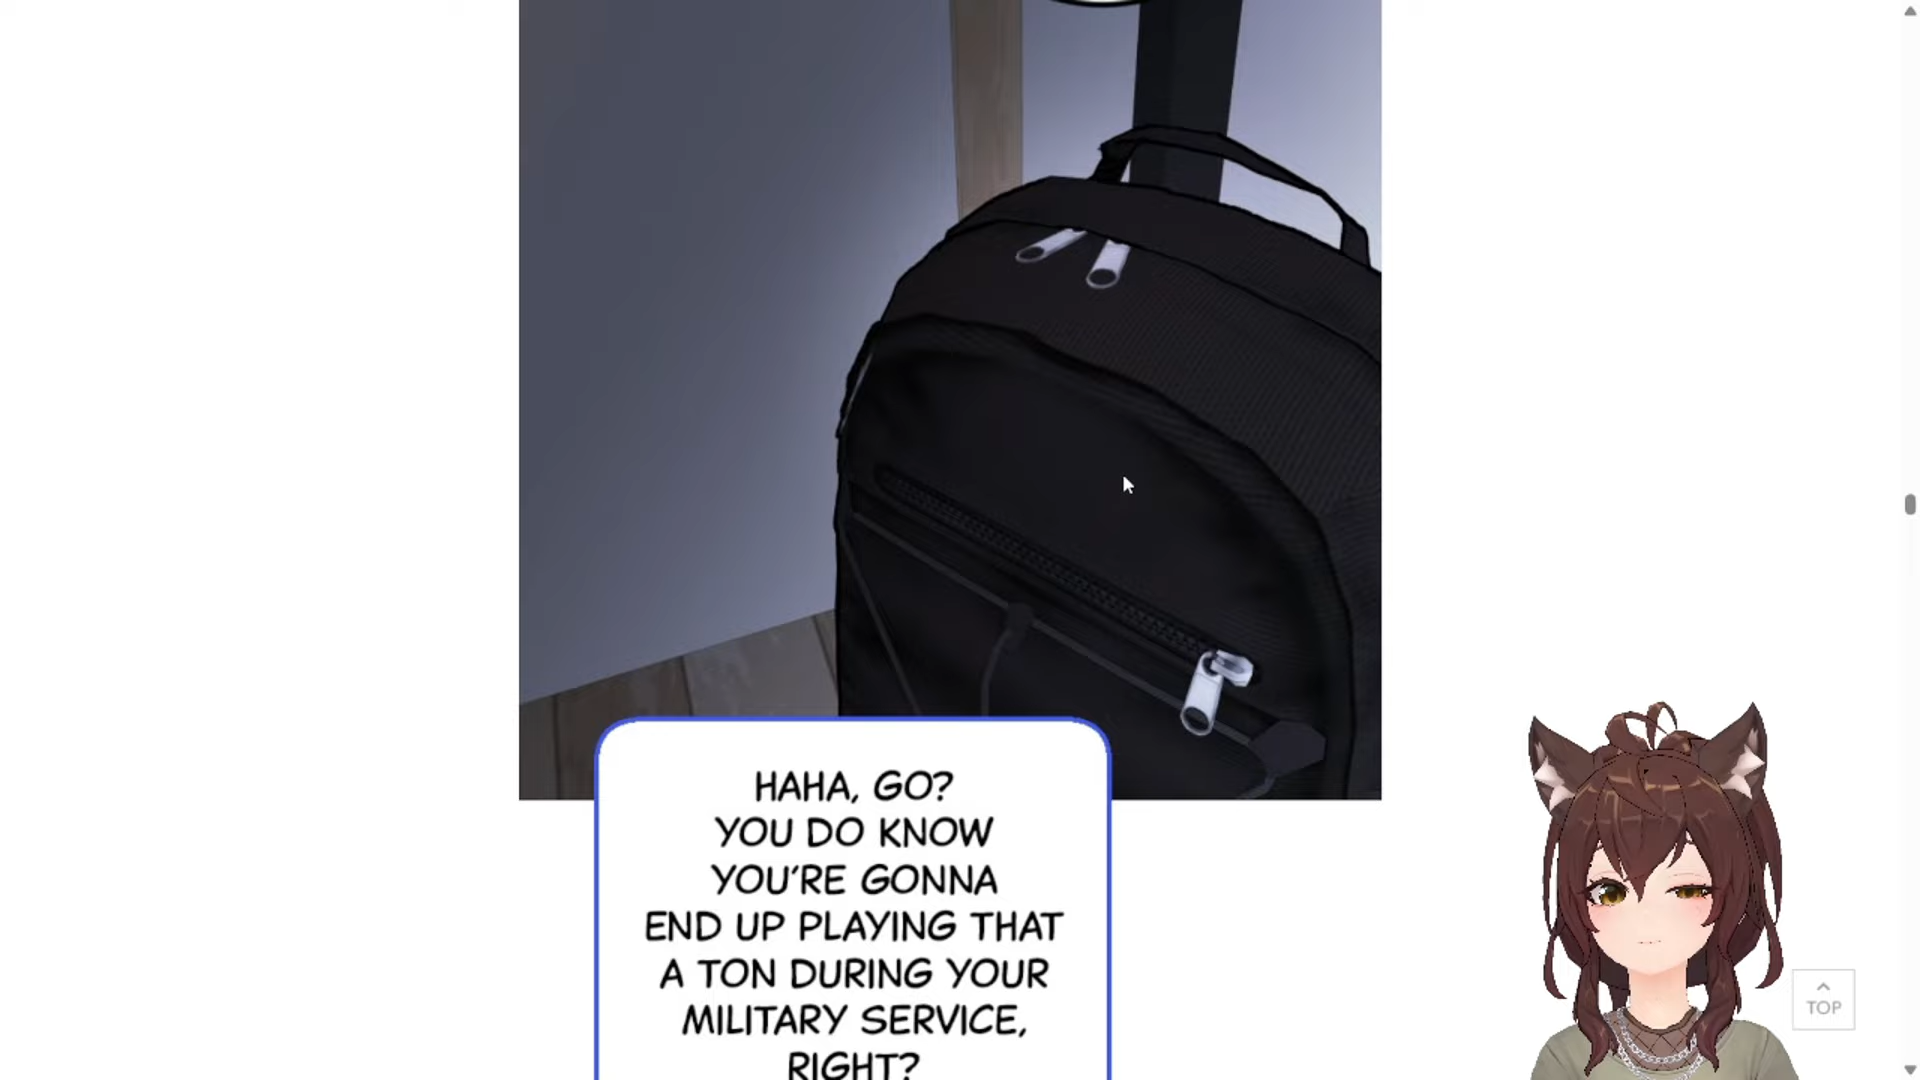 HAHA, GO?
YOU DO KNOW
YOU'RE GONNA
END UP PLAYING THAT
A TON DURING YOUR
MILITARY SERVICE,
RIGHT?
TOP